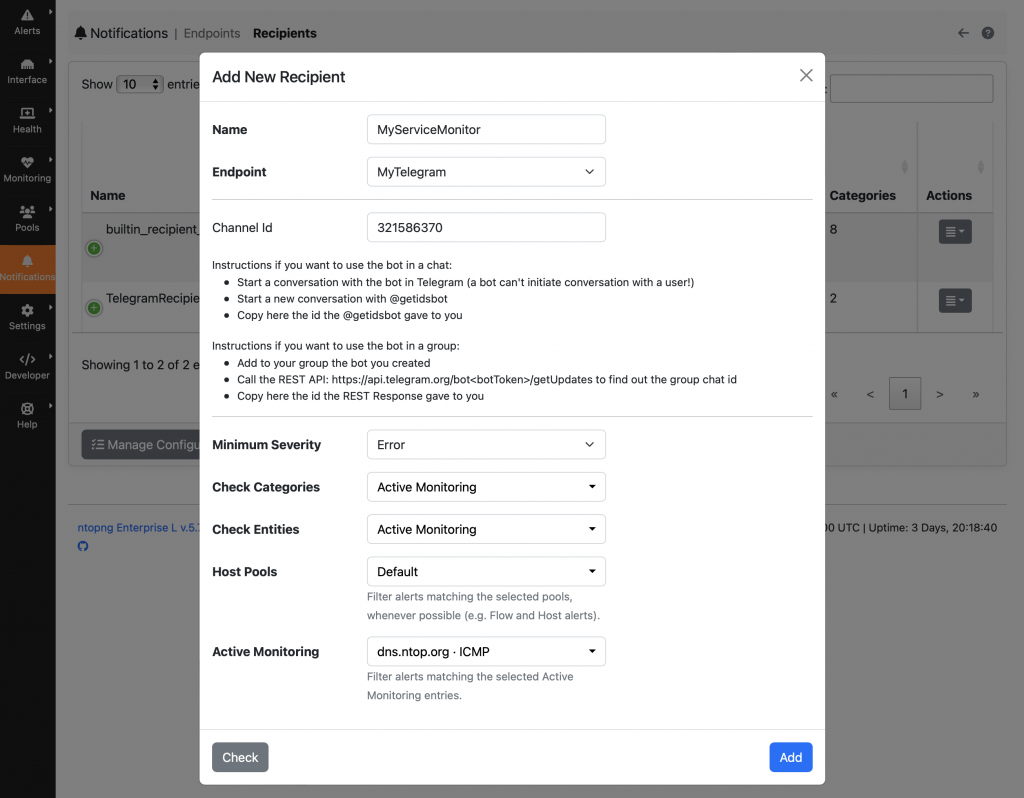 Alerts
Interface
Health
Monitoring
Pools
Notifications
Settings
Developer
Help
Notifications | Endpoints Recipients
Show 10 entrie
Name
Categories
Actions
builtin_recipient_
8
TelegramRecipie
2
Showing 1 to 2 of 2 e
« < 1 > »
Manage Configu
ntopng Enterprise L v.5.
00 UTC | Uptime: 3 Days, 20:18:40
Add New Recipient
Name MyServiceMonitor
Endpoint MyTelegram
Channel Id 321586370
Instructions if you want to use the bot in a chat:
Start a conversation with the bot in Telegram (a bot can't initiate conversation with a user!)
Start a new conversation with @getidsbot
Copy here the id the @getidsbot gave to you
Instructions if you want to use the bot in a group:
Add to your group the bot you created
Call the REST API: https://api.telegram.org/bot<botToken>/getUpdates to find out the group chat id
Copy here the id the REST Response gave to you
Minimum Severity Error
Check Categories Active Monitoring
Check Entities Active Monitoring
Host Pools Default
Filter alerts matching the selected pools,
whenever possible (e.g. Flow and Host alerts).
Active Monitoring dns.ntop.org · ICMP
Filter alerts matching the selected Active
Monitoring entries.
Check
Add